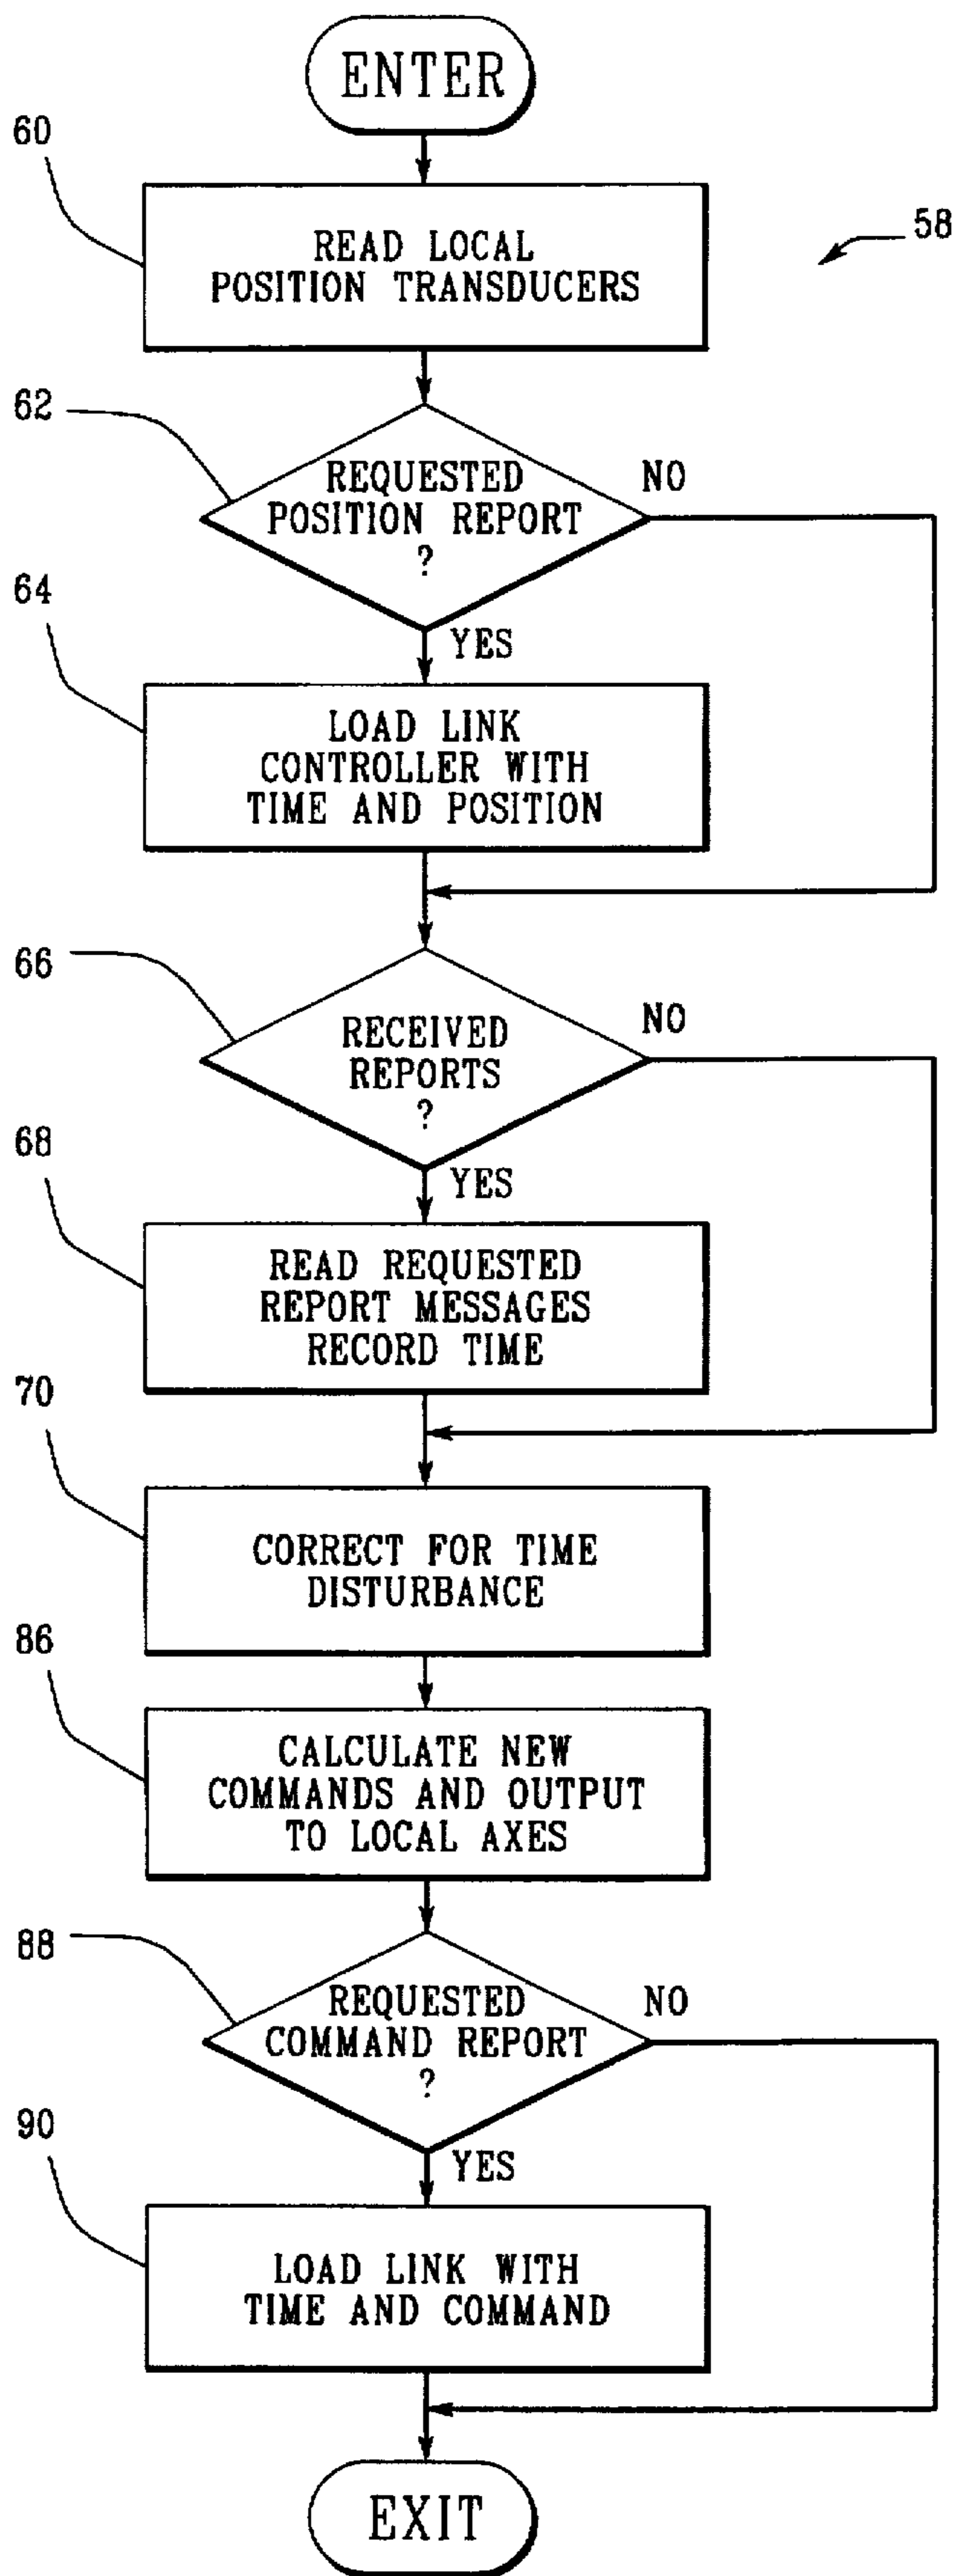 ENTER
60
READ LOCAL
POSITION TRANSDUCERS
58
62
REQUESTED
POSITION REPORT
?
NO
YES
64
LOAD LINK
CONTROLLER WITH
TIME AND POSITION
66
RECEIVED
REPORTS
?
NO
YES
68
READ REQUESTED
REPORT MESSAGES
RECORD TIME
70
CORRECT FOR TIME
DISTURBANCE
86
CALCULATE NEW
COMMANDS AND OUTPUT
TO LOCAL AXES
88
REQUESTED
COMMAND REPORT
?
NO
YES
90
LOAD LINK WITH
TIME AND COMMAND
EXIT